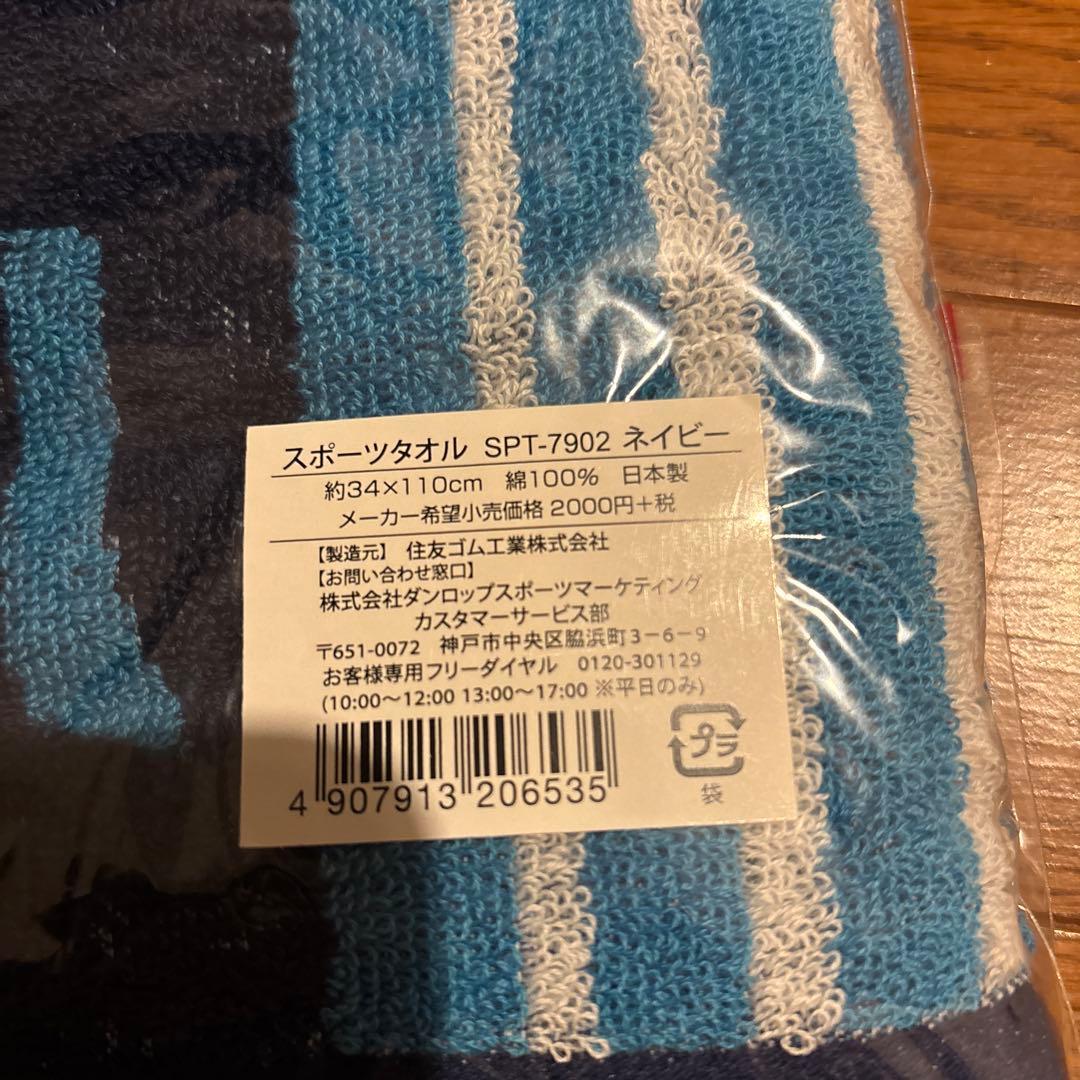 スポーツタオル SPT-7902 ネイビー
約34×110cm 綿100% 日本製
メーカー希望小売価格 2000円+税
【製造元】 住友ゴム工業株式会社
【お問い合わせ窓口】
株式会社ダンロップスポーツマーケティング
カスタマーサービス部
〒651-0072 神戸市中央区脇浜町3-6-9
お客様専用フリーダイヤル 0120-301129
(10:00～12:00 13:00～17:00 ※平日のみ)
4 907913 206535
プラ
袋